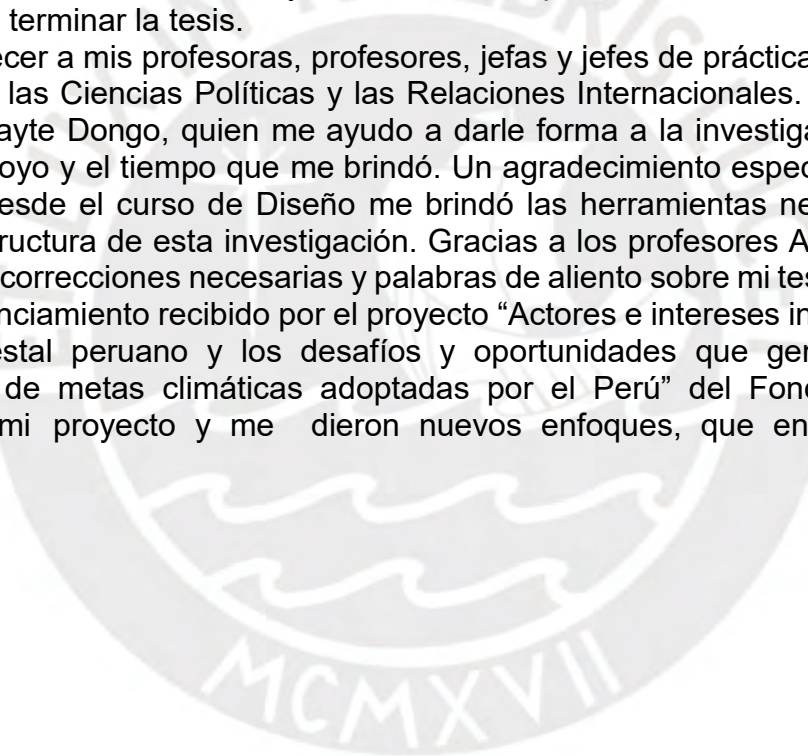 terminar la tesis.
ecer a mis profesoras, profesores, jefas y jefes de práctica
las Ciencias Políticas y las Relaciones Internacionales.
ayte Dongo, quien me ayudo a darle forma a la investiga
oyo y el tiempo que me brindó. Un agradecimiento espec
esde el curso de Diseño me brindó las herramientas ne
ructura de esta investigación. Gracias a los profesores A
correcciones necesarias y palabras de aliento sobre mi tes
nciamiento recibido por el proyecto “Actores e intereses in
estal peruano y los desafíos y oportunidades que ger
de metas climáticas adoptadas por el Perú” del Fond
mi proyecto y me dieron nuevos enfoques, que en
MCMXVII